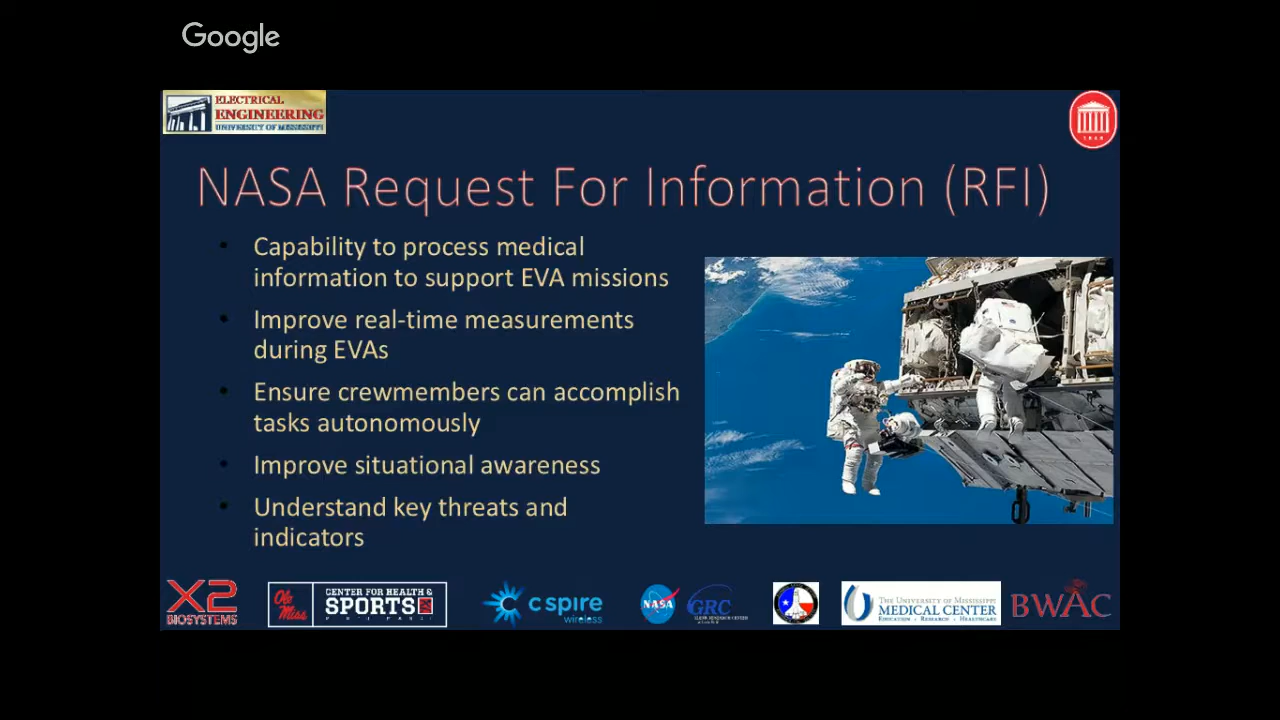 Google
ELECTRICAL
ENGINEERING
UNIVERSITY OF MISSISSIPPI
1848
NASA Request For Information (RFI)
• Capability to process medical
information to support EVA missions
• Improve real-time measurements
during EVAs
• Ensure crewmembers can accomplish
tasks autonomously
• Improve situational awareness
• Understand key threats and
indicators
X2
BIOSYSTEMS
Ole
Miss
CENTER FOR HEALTH &
SPORTS
c spire
wireless
NASA
GRC
THE UNIVERSITY OF MISSISSIPPI
MEDICAL CENTER
EDUCATION • RESEARCH • HEALTHCARE
BWAC